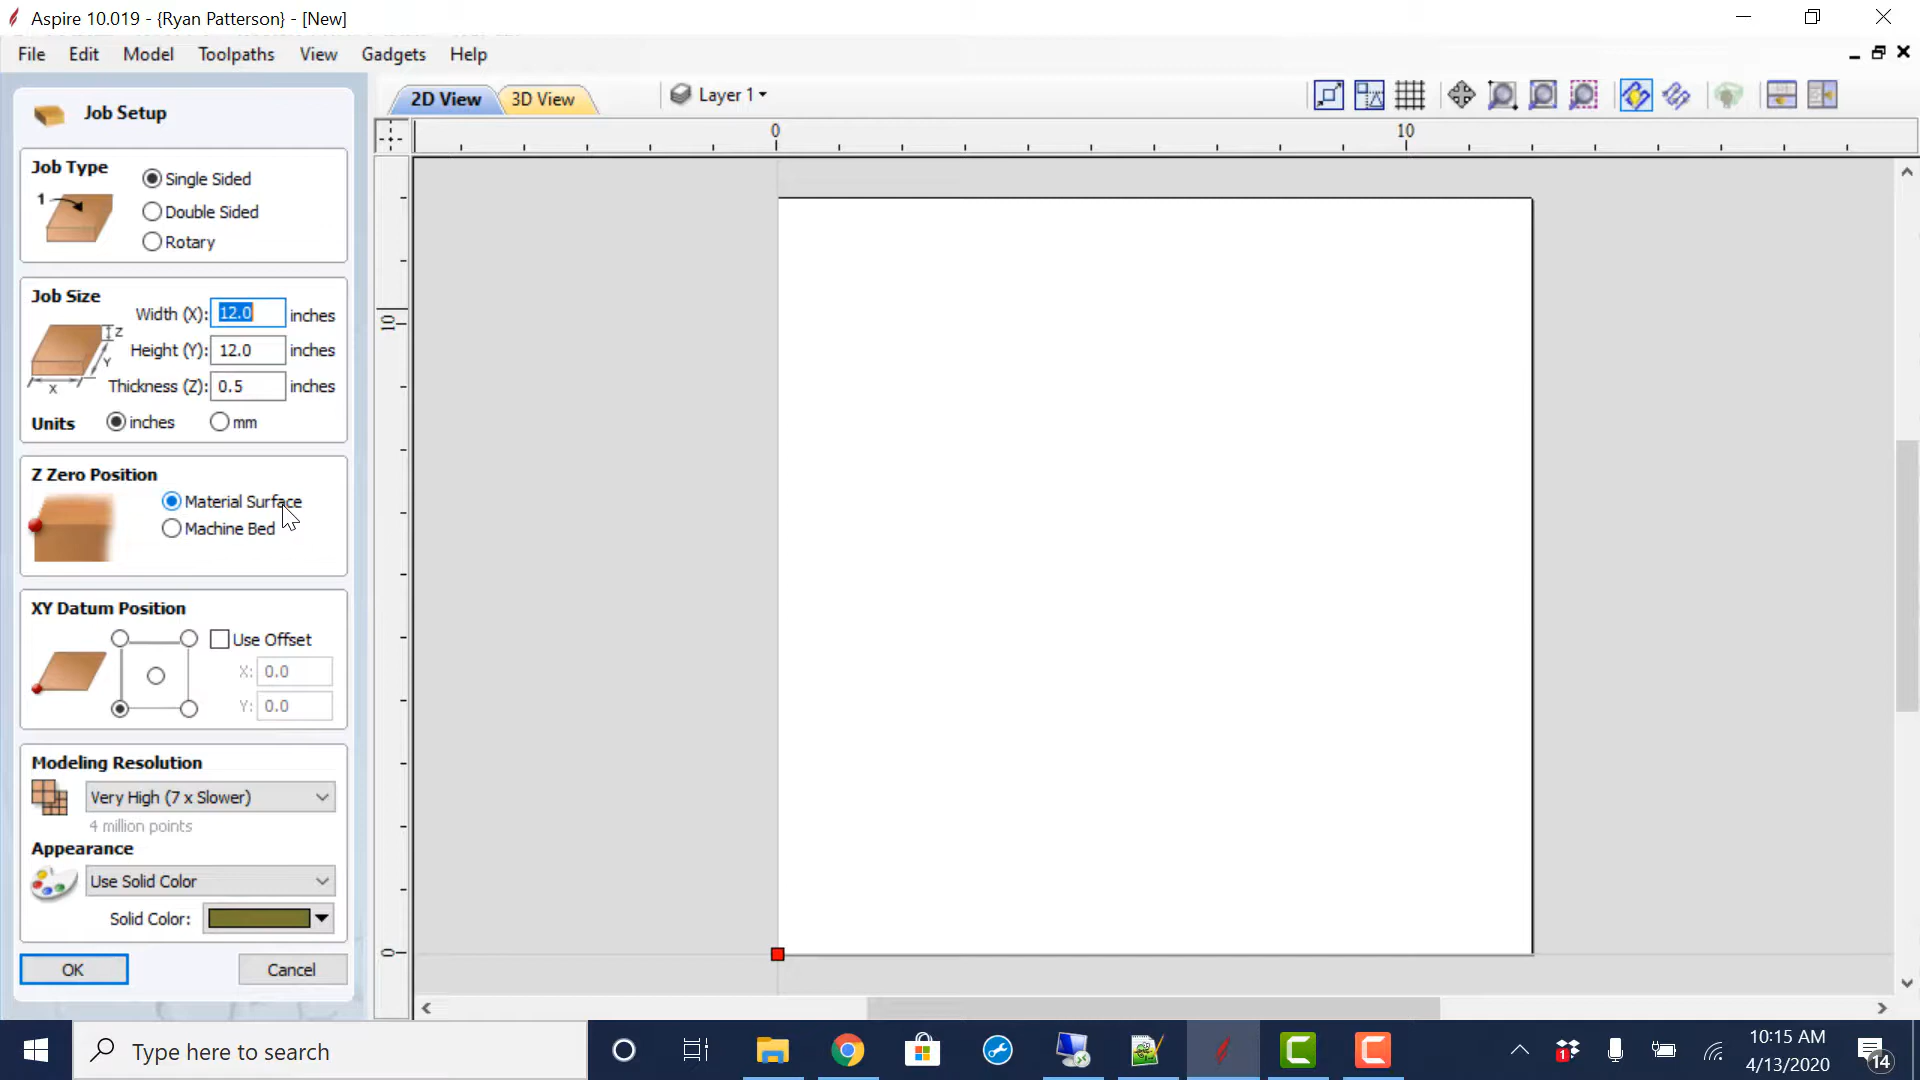 Aspire 10.019 - {Ryan Patterson} - [New]
File Edit Model Toolpaths View Gadgets Help
Job Setup
2D View 3D View Layer 1
0 10
Job Type
1
Single Sided
Double Sided
Rotary
Job Size
Width (X): 12.0 inches
Z
Y
X
Height (Y): 12.0 inches
Thickness (Z): 0.5 inches
Units inches mm
10
Z Zero Position
Material Surface
Machine Bed
XY Datum Position
Use Offset
X: 0.0
Y: 0.0
Modeling Resolution
Very High (7 x Slower)
4 million points
Appearance
Use Solid Color
Solid Color:
OK Cancel
0
Type here to search
1
10:15 AM
4/13/2020
14